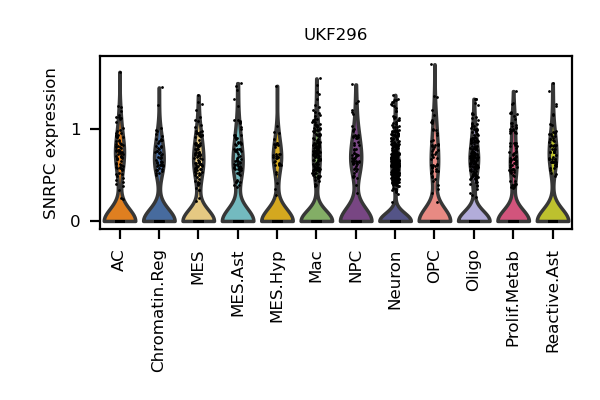 UKF296
SNRPC expression
1
0
AC
Chromatin.Reg
MES
MES.Ast
MES.Hyp
Mac
NPC
Neuron
OPC
Oligo
Prolif.Metab
Reactive.Ast